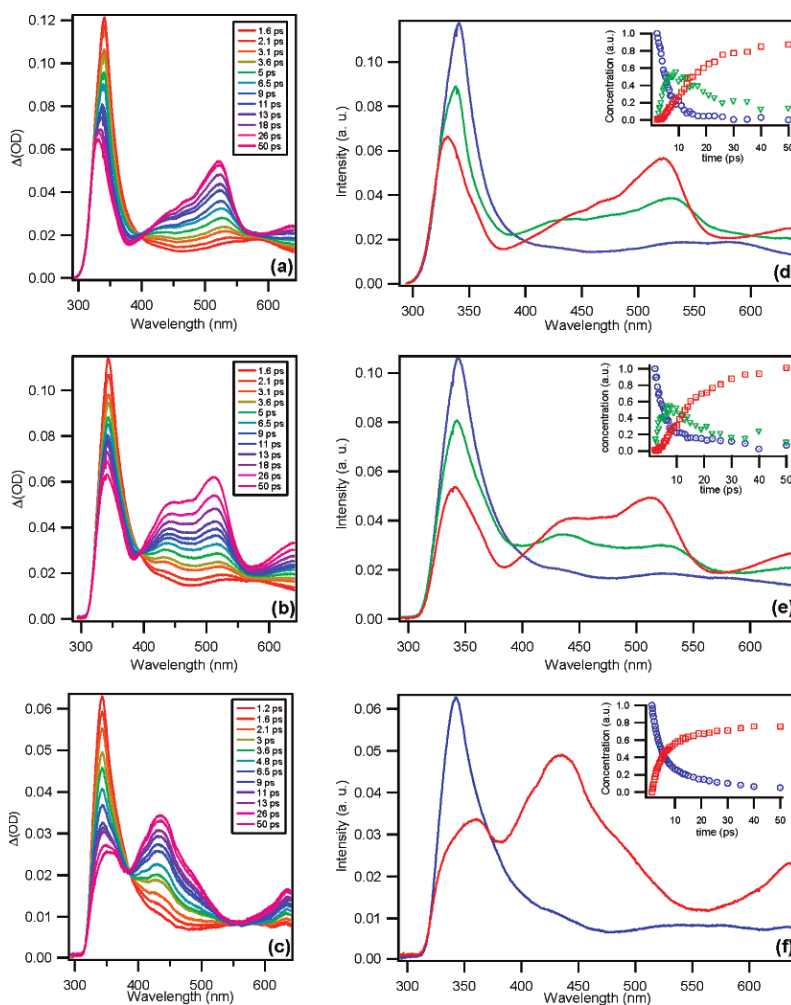 0.12
0.10
0.08
0.06
0.04
0.02
0.00
Δ(OD)
1.6 ps
2.1 ps
3.1 ps
3.6 ps
5 ps
6.5 ps
9 ps
11 ps
13 ps
18 ps
26 ps
50 ps
(a)
300 400 500 600
Wavelength (nm)
0.12
0.10
0.08
0.06
0.04
0.02
0.00
Intensity (a. u.)
Concentration (a.u.)
1.0
0.8
0.6
0.4
0.2
0.0
10 20 30 40 50
time (ps)
(d)
300 350 400 450 500 550 600
Wavelength (nm)
0.10
0.08
0.06
0.04
0.02
0.00
Δ(OD)
1.6 ps
2.1 ps
3.1 ps
3.6 ps
5 ps
6.5 ps
9 ps
11 ps
13 ps
18 ps
26 ps
50 ps
(b)
300 400 500 600
Wavelength (nm)
0.10
0.08
0.06
0.04
0.02
0.00
Intensity (a. u.)
concentration (a.u.)
1.0
0.8
0.6
0.4
0.2
0.0
10 20 30 40 50
time (ps)
(e)
300 350 400 450 500 550 600
Wavelength (nm)
0.06
0.05
0.04
0.03
0.02
0.01
0.00
Δ(OD)
1.2 ps
1.6 ps
2.1 ps
3 ps
3.6 ps
4.8 ps
6.5 ps
9 ps
11 ps
13 ps
26 ps
50 ps
(c)
300 400 500 600
Wavelength (nm)
0.06
0.05
0.04
0.03
0.02
0.01
0.00
Intensity (a. u.)
Concentration (a.u.)
1.0
0.8
0.6
0.4
0.2
0.0
10 20 30 40 50
time (ps)
(f)
300 350 400 450 500 550 600
Wavelength (nm)